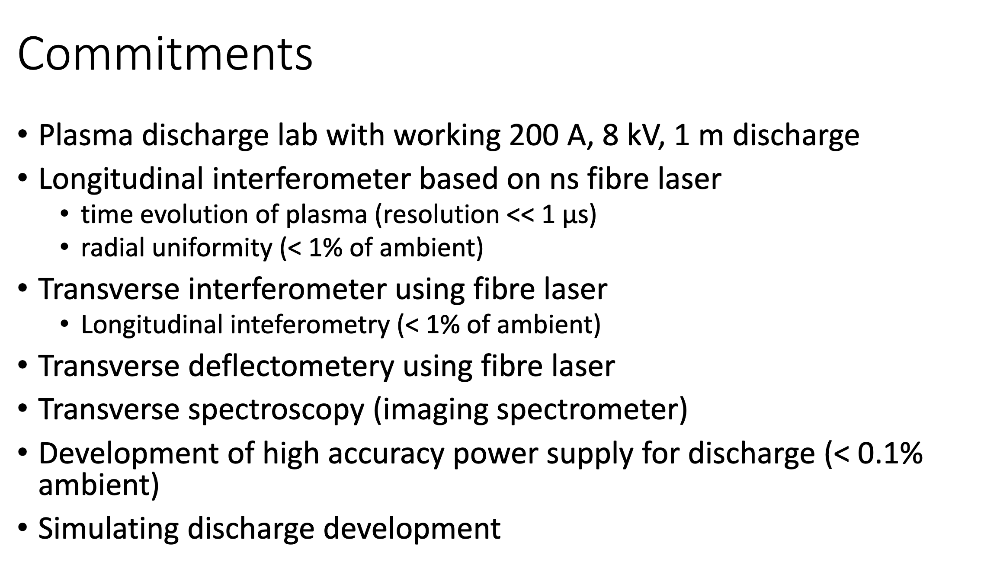 Commitments
• Plasma discharge lab with working 200 A, 8 kV, 1 m discharge
• Longitudinal interferometer based on ns fibre laser
• time evolution of plasma (resolution << 1 µs)
• radial uniformity (< 1% of ambient)
• Transverse interferometer using fibre laser
• Longitudinal inteferometry (< 1% of ambient)
• Transverse deflectometery using fibre laser
• Transverse spectroscopy (imaging spectrometer)
• Development of high accuracy power supply for discharge (< 0.1%
ambient)
• Simulating discharge development